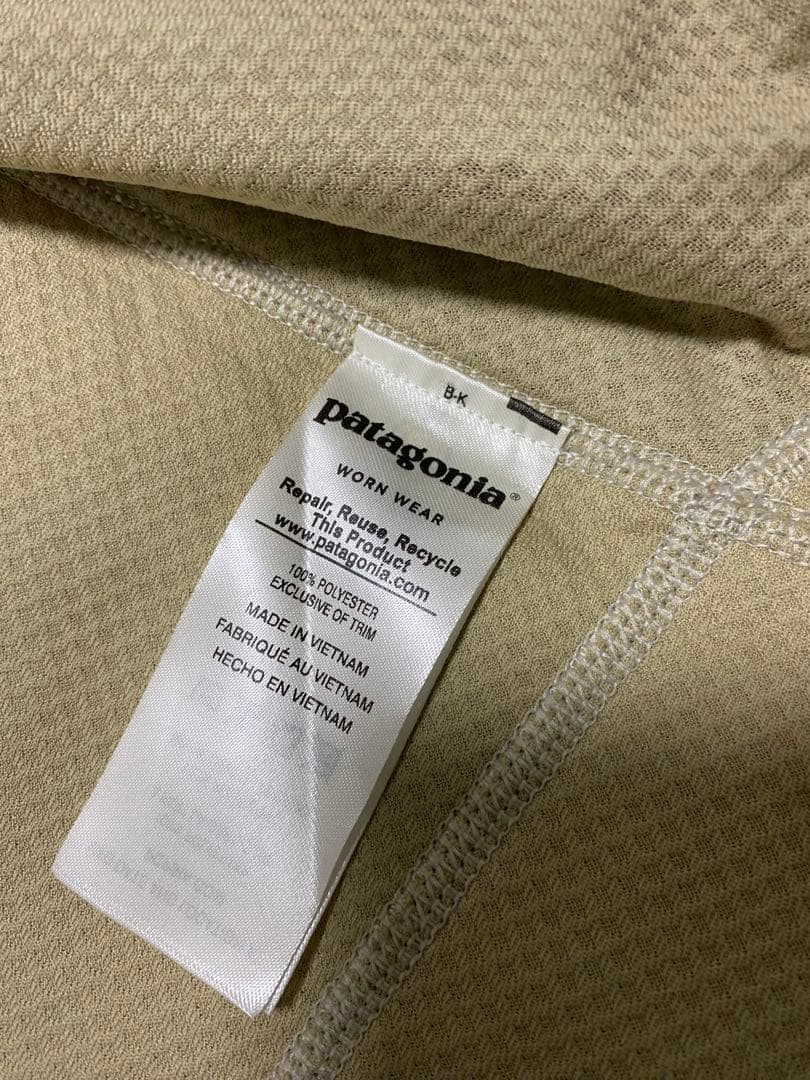 B-K
patagonia®
WORN WEAR
Repair, Reuse, Recycle
This Product
www.patagonia.com
100% POLYESTER
EXCLUSIVE OF TRIM
MADE IN VIETNAM
FABRIQUÉ AU VIETNAM
HECHO EN VIETNAM